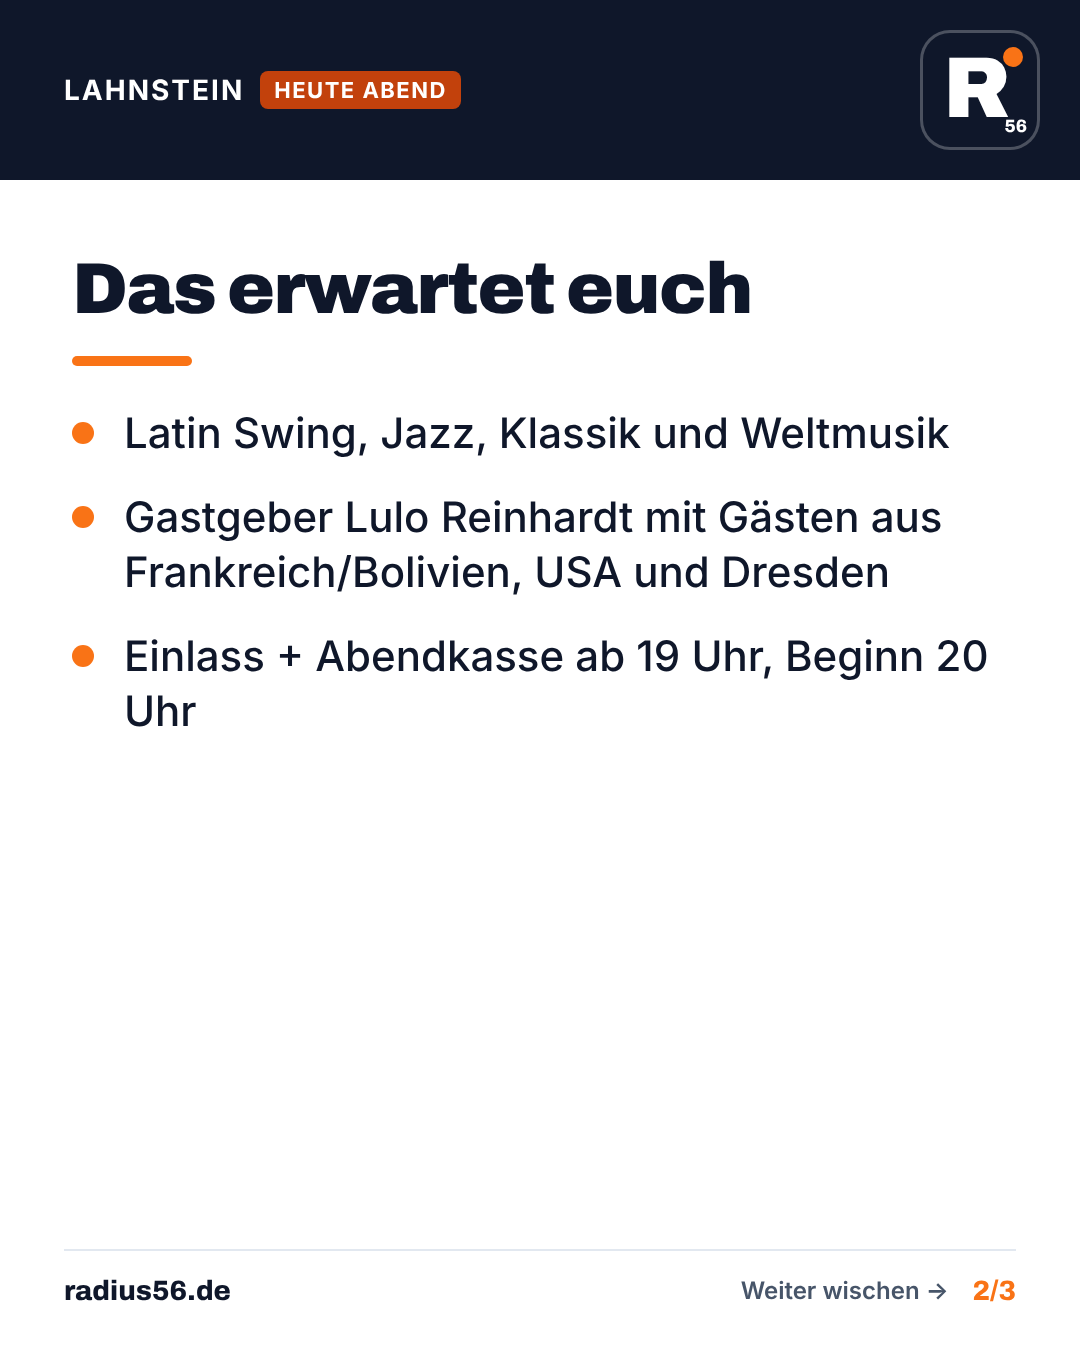 LAHNSTEIN HEUTE ABEND
R
56
Das erwartet euch
Latin Swing, Jazz, Klassik und Weltmusik
Gastgeber Lulo Reinhardt mit Gästen aus
Frankreich/Bolivien, USA und Dresden
Einlass + Abendkasse ab 19 Uhr, Beginn 20
Uhr
radius56.de Weiter wischen → 2/3